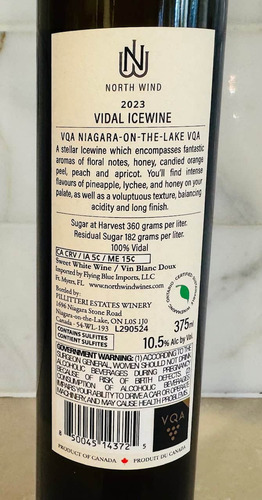 NORTH WIND
2023
VIDAL ICEWINE
VQA NIAGARA-ON-THE-LAKE VQA
A stellar Icewine which encompasses fantastic
aromas of floral notes, honey, candied orange
peel, peach and apricot. You'll find intense
flavours of pineapple, lychee, and honey on your
palate, as well as a voluptuous texture, balancing
acidity and long finish.
Sugar at Harvest 360 grams per liter.
Residual Sugar 182 grams per liter.
100% Vidal
CA CRV / IA 5¢ / ME 15¢
Sweet White Wine / Vin Blanc Doux
Imported by Flying Blue Imports, LLC
Ft. Myers, FL www.northwindwines.com
Bottled by:
PILLITTERI ESTATES WINERY
1696 Niagara Stone Road
Niagara-on-the-Lake, ON L0S 1J0
Canada - 54-WL-193 L290524
375ml
CONTAINS SULFITES
CONTIENT SULFITES
10.5% Alc by Vol.
GOVERNMENT WARNING: (1) ACCORDING TO THE
SURGEON GENERAL, WOMEN SHOULD NOT DRINK
ALCOHOLIC BEVERAGES DURING PREGNANCY
BECAUSE OF RISK OF BIRTH DEFECTS. (2)
CONSUMPTION OF ALCOHOLIC BEVERAGES
IMPAIRS YOUR ABILITY TO DRIVE A CAR OR OPERATE
MACHINERY, AND MAY CAUSE HEALTH PROBLEMS.
8 50045 14372 5
VQA
PRODUCT OF CANADA PRODUIT DU CANADA